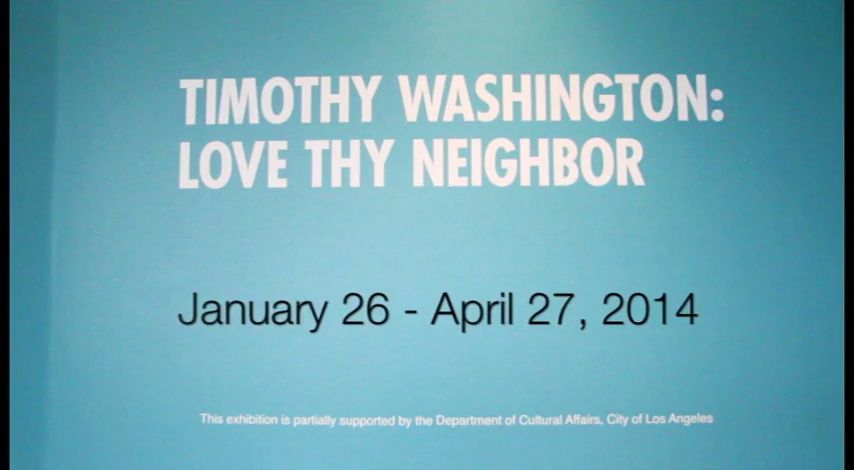 TIMOTHY WASHINGTON:
LOVE THY NEIGHBOR
January 26 - April 27, 2014
This exhibition is partially supported by the Department of Cultural Affairs, City of Los Angeles